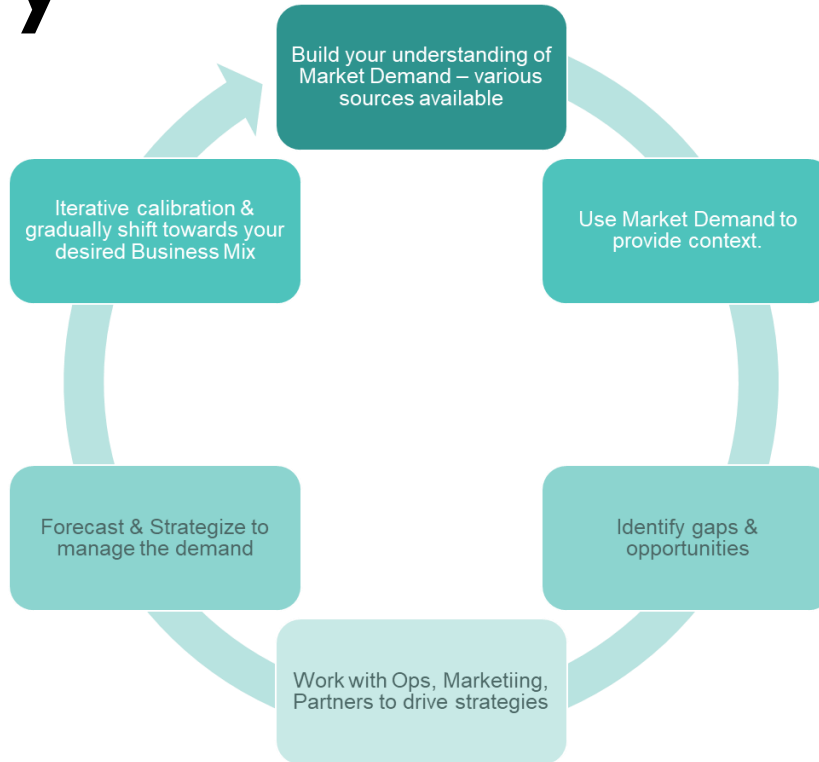 y
Build your understanding of
Market Demand – various
sources available
Use Market Demand to
provide context.
Identify gaps &
opportunities
Work with Ops, Marketiing,
Partners to drive strategies
Forecast & Strategize to
manage the demand
Iterative calibration &
gradually shift towards your
desired Business Mix